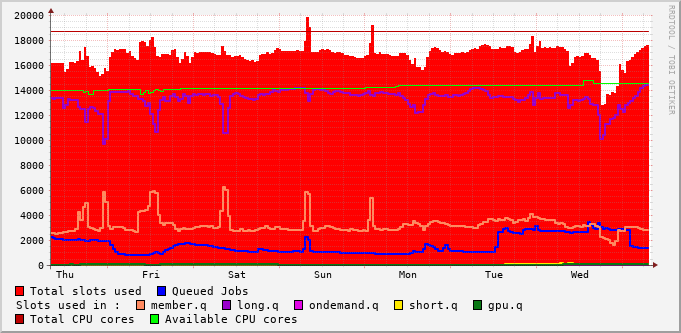 RRDTOOL / TOBI OETIKER
20000
18000
16000
14000
12000
10000
8000
6000
4000
2000
0
Thu Fri Sat Sun Mon Tue Wed
Total slots used Queued Jobs
Slots used in : member.q long.q ondemand.q short.q gpu.q
Total CPU cores Available CPU cores